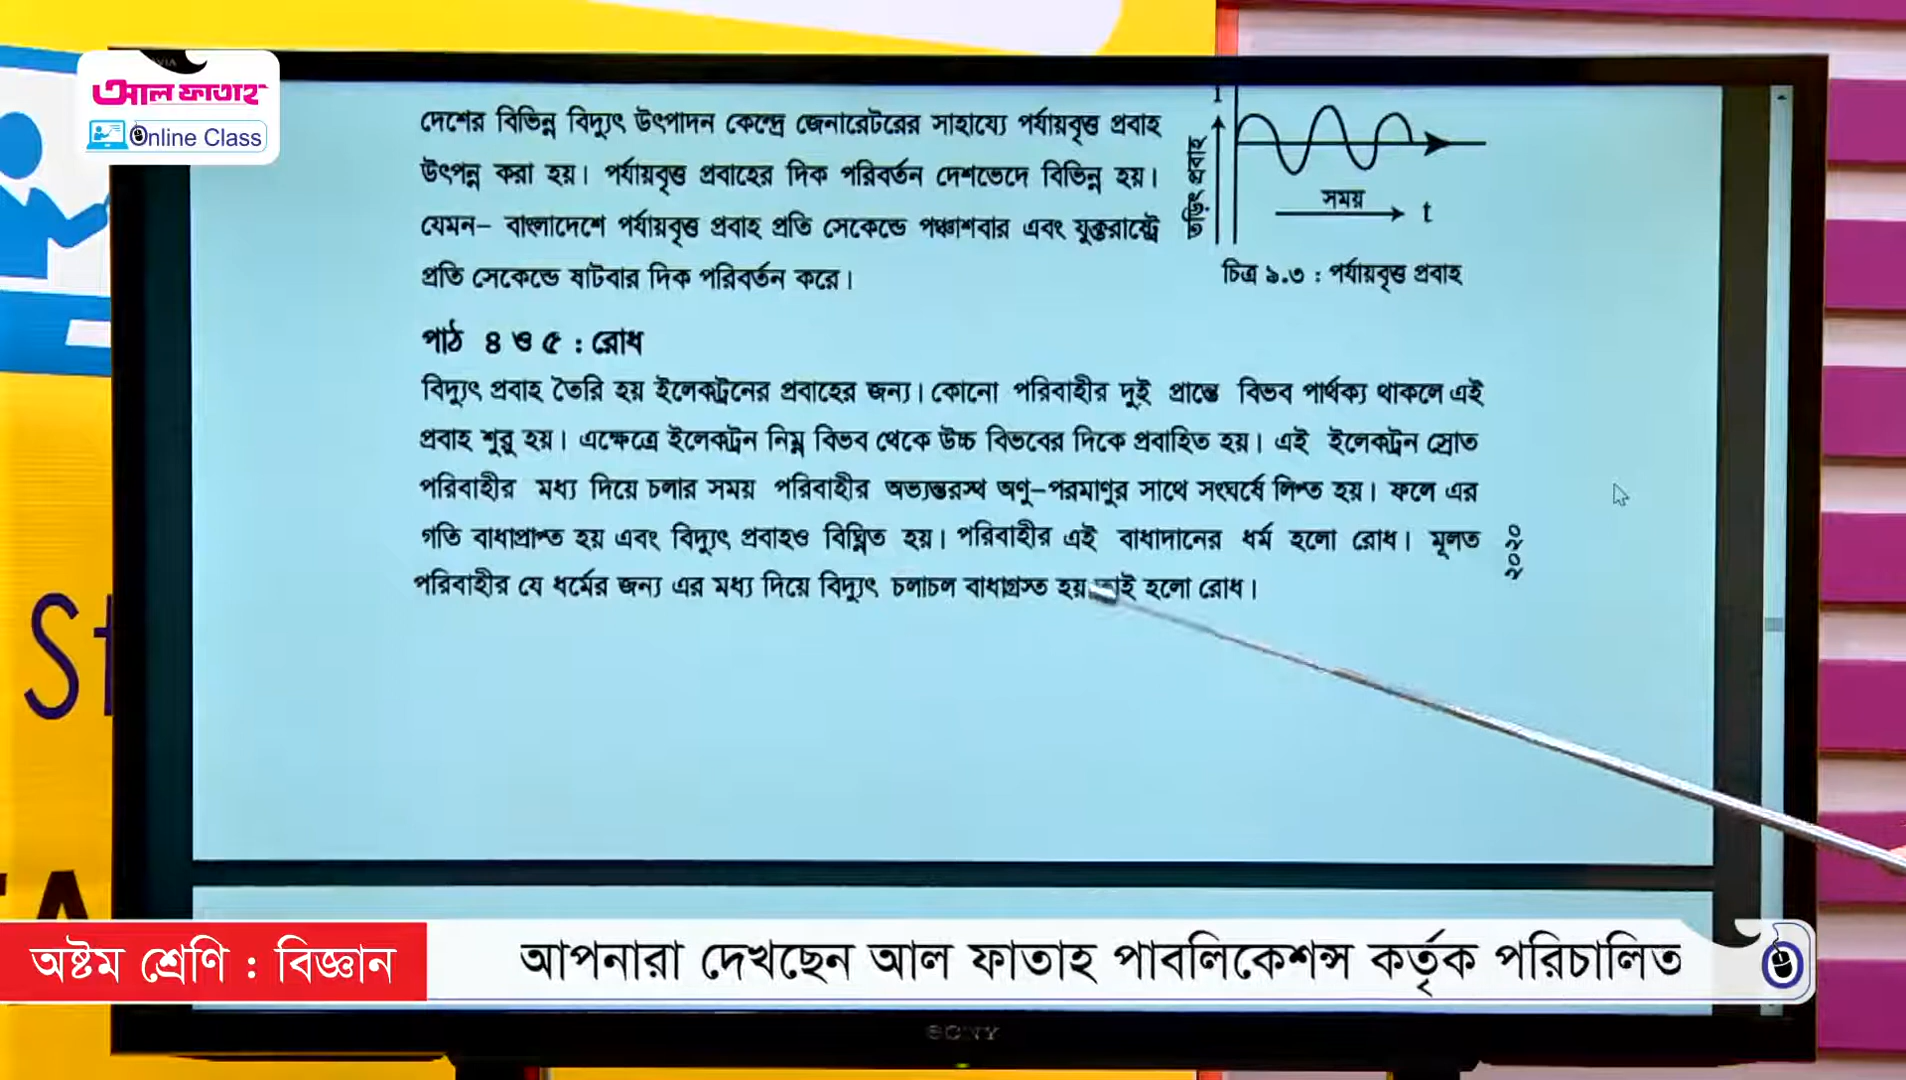 আল ফাতাহ
Online Class
দেশের বিভিন্ন বিদ্যুৎ উৎপাদন কেন্দ্রে জেনারেটরের সাহায্যে পর্যায়বৃত্ত প্রবাহ
উৎপন্ন করা হয়। পর্যায়বৃত্ত প্রবাহের দিক পরিবর্তন দেশভেদে বিভিন্ন হয়।
যেমন– বাংলাদেশে পর্যায়বৃত্ত প্রবাহ প্রতি সেকেন্ডে পঞ্চাশবার এবং যুক্তরাষ্ট্রে
প্রতি সেকেন্ডে ষাটবার দিক পরিবর্তন করে।
তড়িৎ প্রবাহ
সময়
t
চিত্র ৯.৩ : পর্যায়বৃত্ত প্রবাহ
পাঠ ৪ ও ৫ : রোধ
বিদ্যুৎ প্রবাহ তৈরি হয় ইলেকট্রনের প্রবাহের জন্য। কোনো পরিবাহীর দুই প্রান্তে বিভব পার্থক্য থাকলে এই
প্রবাহ শুরু হয়। এক্ষেত্রে ইলেকট্রন নিম্ন বিভব থেকে উচ্চ বিভবের দিকে প্রবাহিত হয়। এই ইলেকট্রন স্রোত
পরিবাহীর মধ্য দিয়ে চলার সময় পরিবাহীর অভ্যন্তরস্থ অণু–পরমাণুর সাথে সংঘর্ষে লিপ্ত হয়। ফলে এর
গতি বাধাপ্রাপ্ত হয় এবং বিদ্যুৎ প্রবাহও বিঘ্নিত হয়। পরিবাহীর এই বাধাদানের ধর্ম হলো রোধ। মূলত
পরিবাহীর যে ধর্মের জন্য এর মধ্য দিয়ে বিদ্যুৎ চলাচল বাধাগ্রস্ত হয় তাই হলো রোধ।
২০২০
SONY
অষ্টম শ্রেণি : বিজ্ঞান
আপনারা দেখছেন আল ফাতাহ পাবলিকেশন্স কর্তৃক পরিচালিত